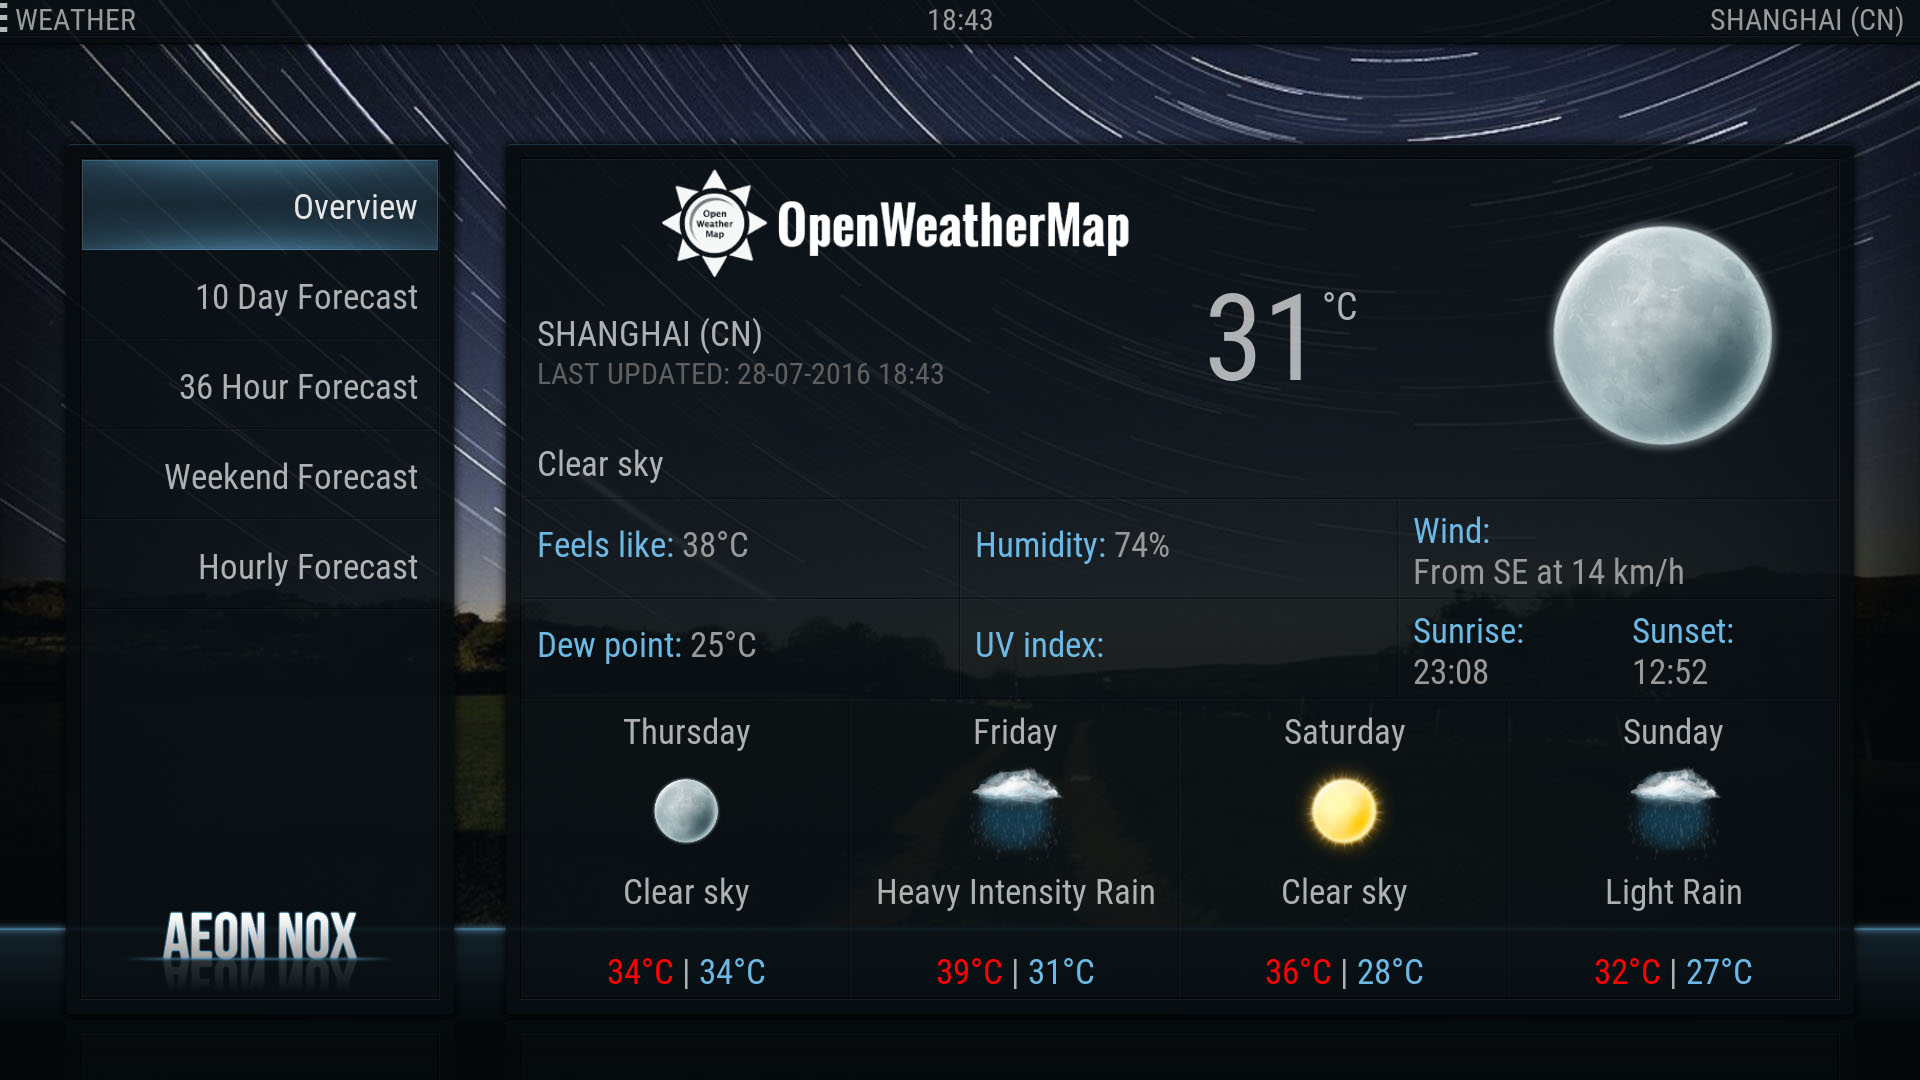 WEATHER
18:43
SHANGHAI (CN)
Overview
10 Day Forecast
36 Hour Forecast
Weekend Forecast
Hourly Forecast
AEON NOX
Open
Weather
Map
OpenWeatherMap
SHANGHAI (CN)
LAST UPDATED: 28-07-2016 18:43
31 °C
Clear sky
Feels like: 38°C
Humidity: 74%
Wind:
From SE at 14 km/h
Dew point: 25°C
UV index:
Sunrise:
23:08
Sunset:
12:52
Thursday
Clear sky
34°C | 34°C
Friday
Heavy Intensity Rain
39°C | 31°C
Saturday
Clear sky
36°C | 28°C
Sunday
Light Rain
32°C | 27°C